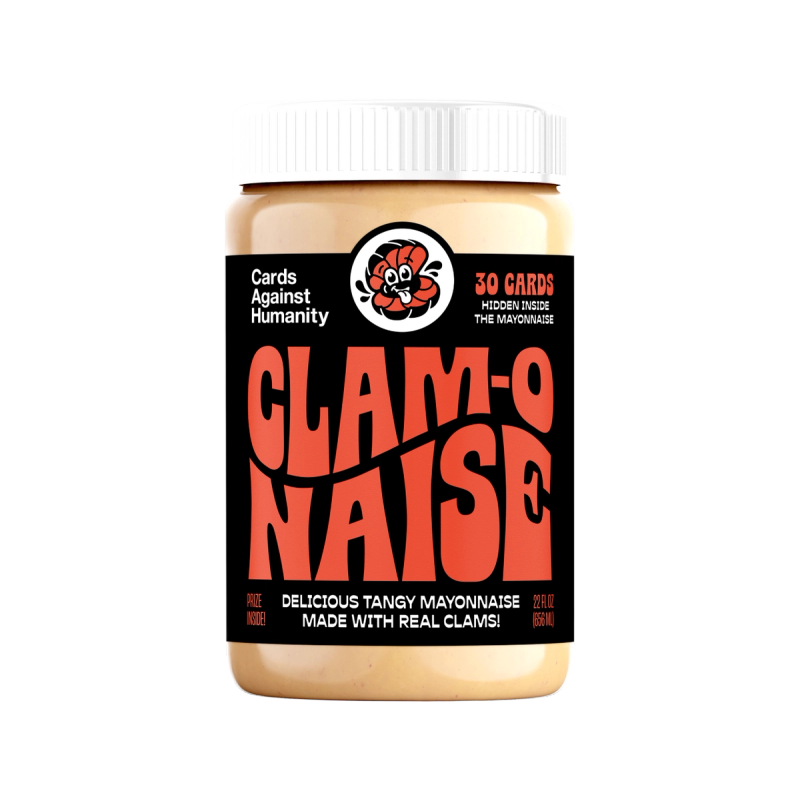 Cards
Against
Humanity
30 CARDS
HIDDEN INSIDE
THE MAYONNAISE
CLAM-O
NAISE
PRIZE
INSIDE!
DELICIOUS TANGY MAYONNAISE
MADE WITH REAL CLAMS!
22 FL OZ
(656 ML)